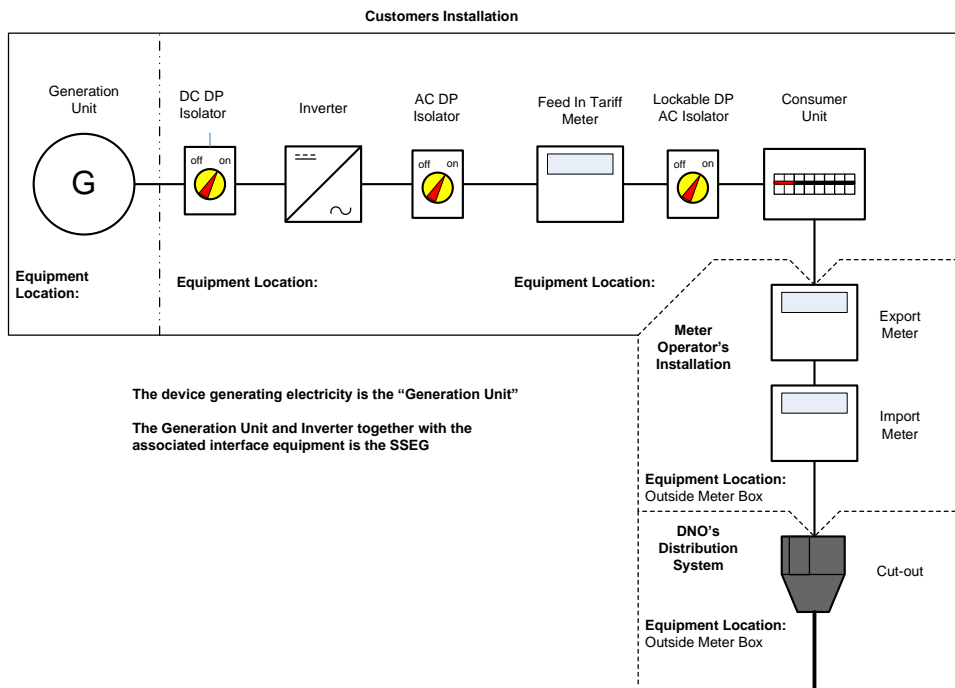 Customers Installation
Generation
Unit
DC DP
Isolator
Inverter
AC DP
Isolator
Feed In Tariff
Meter
Lockable DP
AC Isolator
Consumer
Unit
G
off on
off on
off on
Equipment
Location:
Equipment Location:
Equipment Location:
Meter
Operator's
Installation
Export
Meter
Import
Meter
The device generating electricity is the “Generation Unit”
The Generation Unit and Inverter together with the
associated interface equipment is the SSEG
Equipment Location:
Outside Meter Box
DNO's
Distribution
System
Cut-out
Equipment Location:
Outside Meter Box